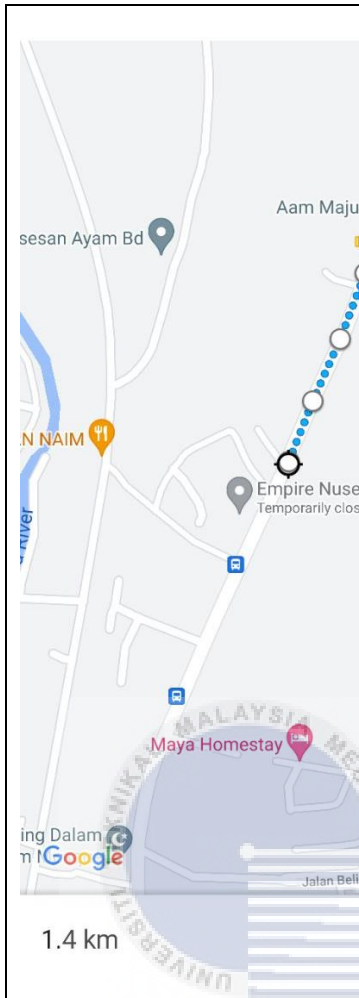 Aam Maju
sesan Ayam Bd
N NAIM
Empire Nuse
Temporarily clos
River
MALAYSIA
Maya Homestay
ing Dalam
Google
Jalan Beli
1.4 km
UNIVERSITI